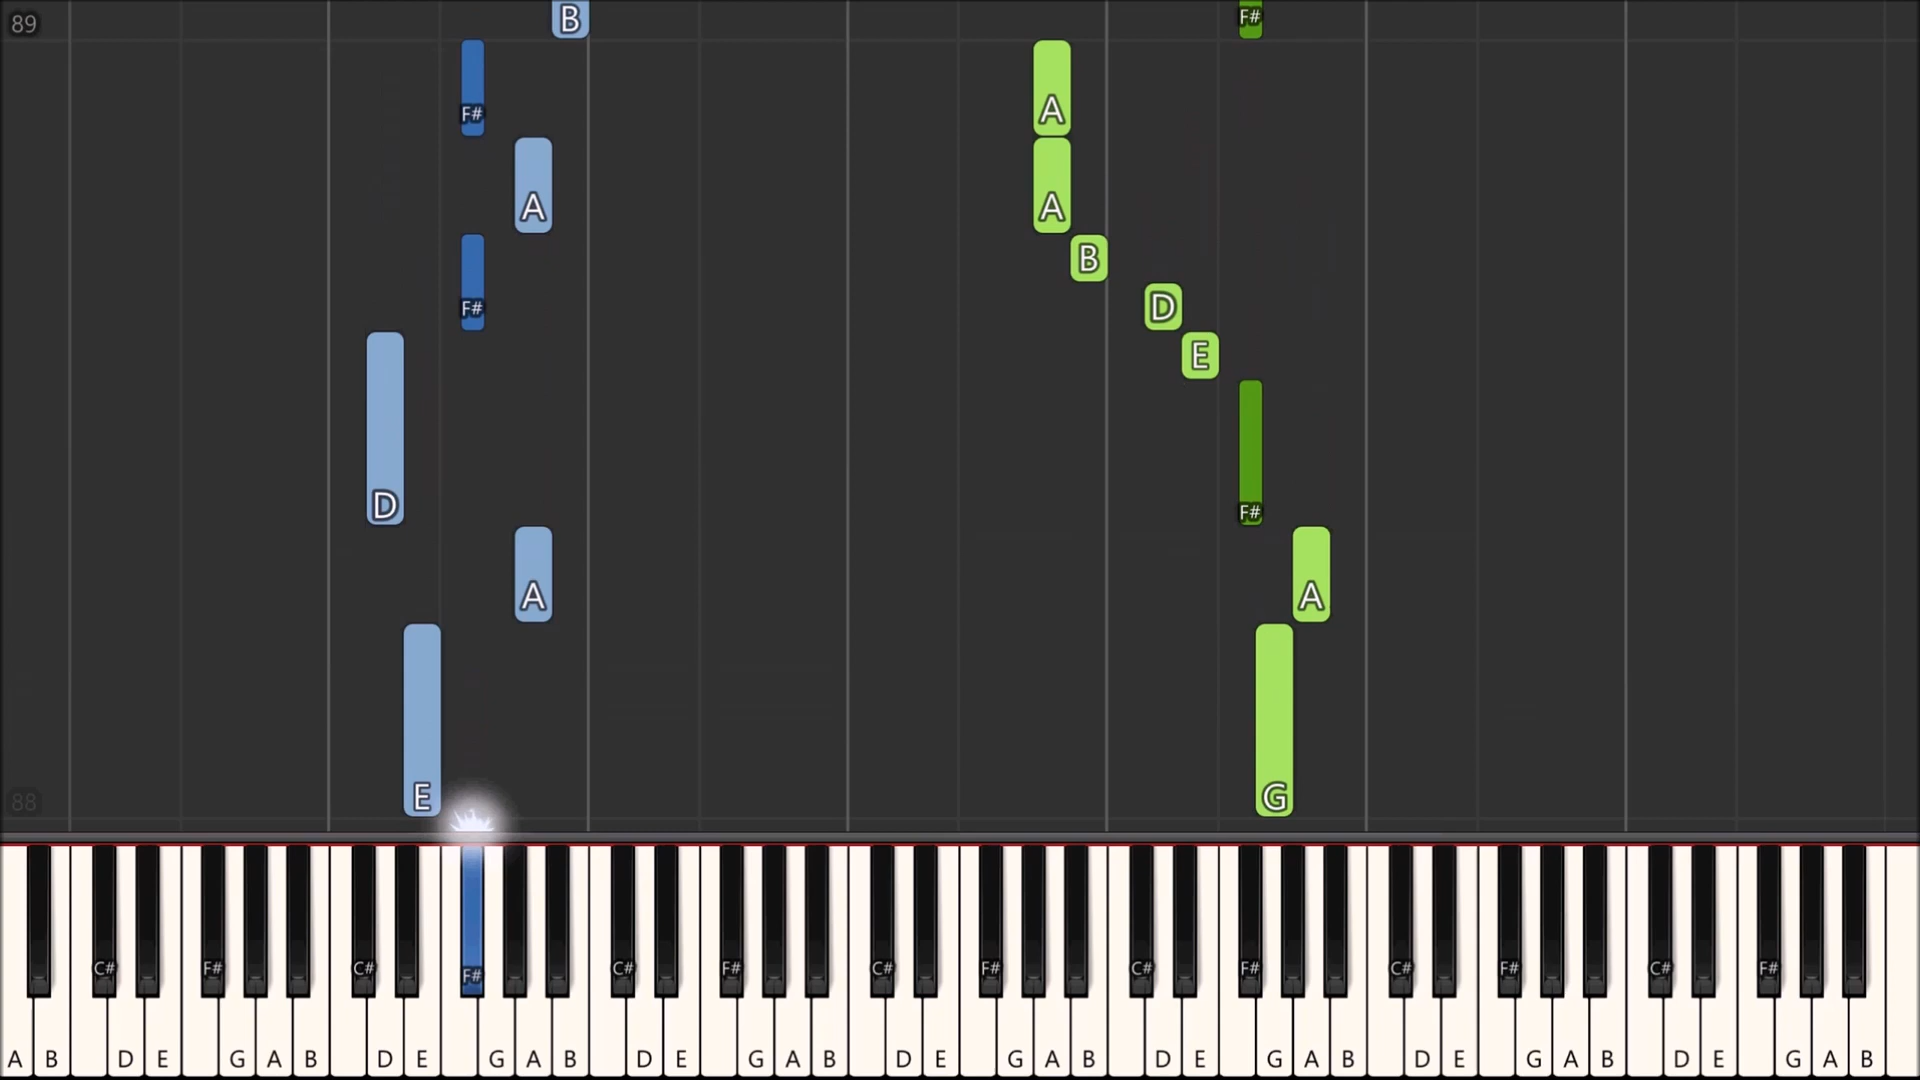 89
B
F#
F# A
A A
B
F# D
E
D F#
A A
E G
88
C# F# C# F# C# F# C# F# C# F# C# F# C# F#
A B D E G A B D E G A B D E G A B D E G A B D E G A B D E G A B D E G A B